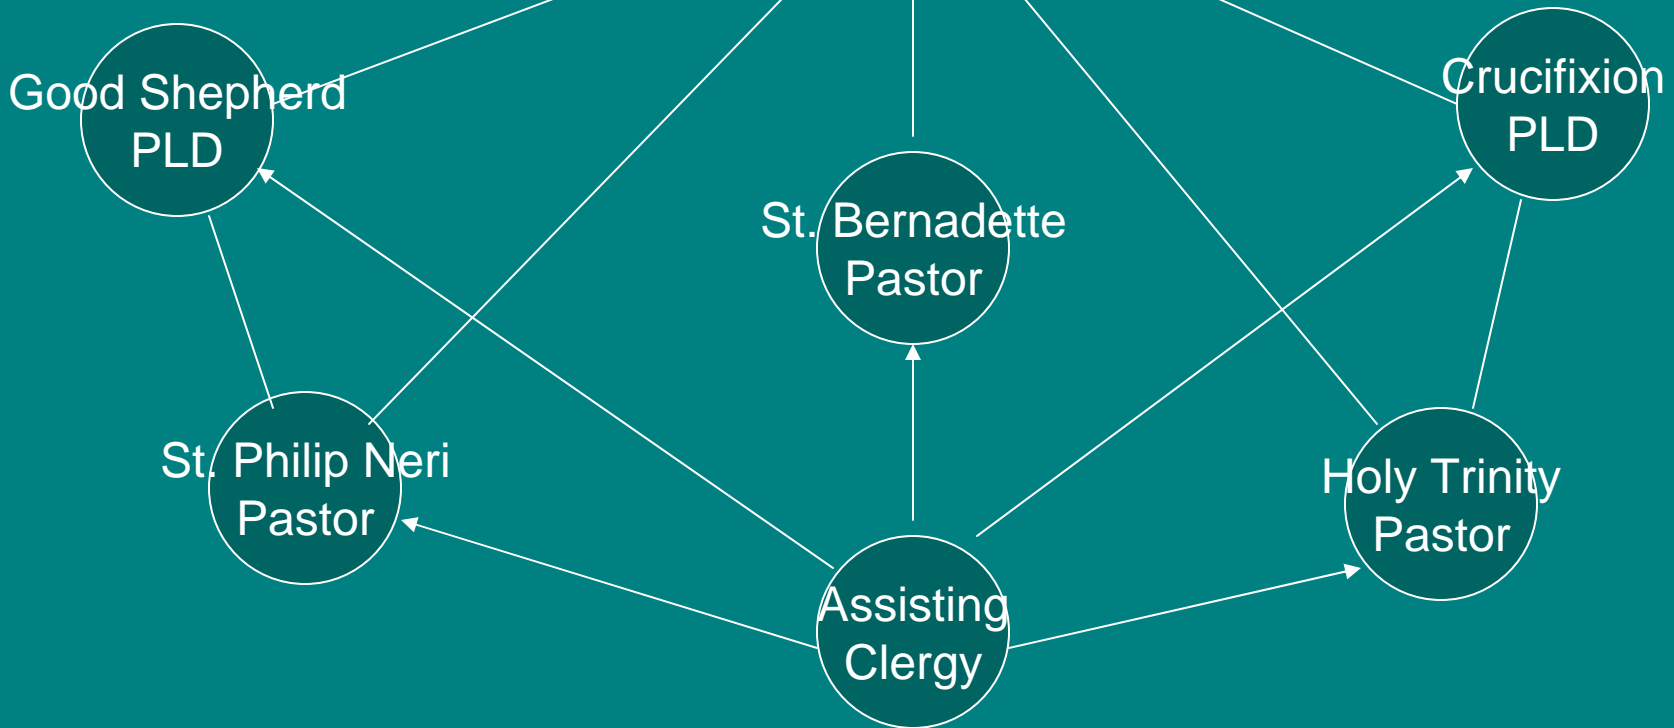 Good Shepherd
PLD
Crucifixion
PLD
St. Bernadette
Pastor
St. Philip Neri
Pastor
Holy Trinity
Pastor
Assisting
Clergy